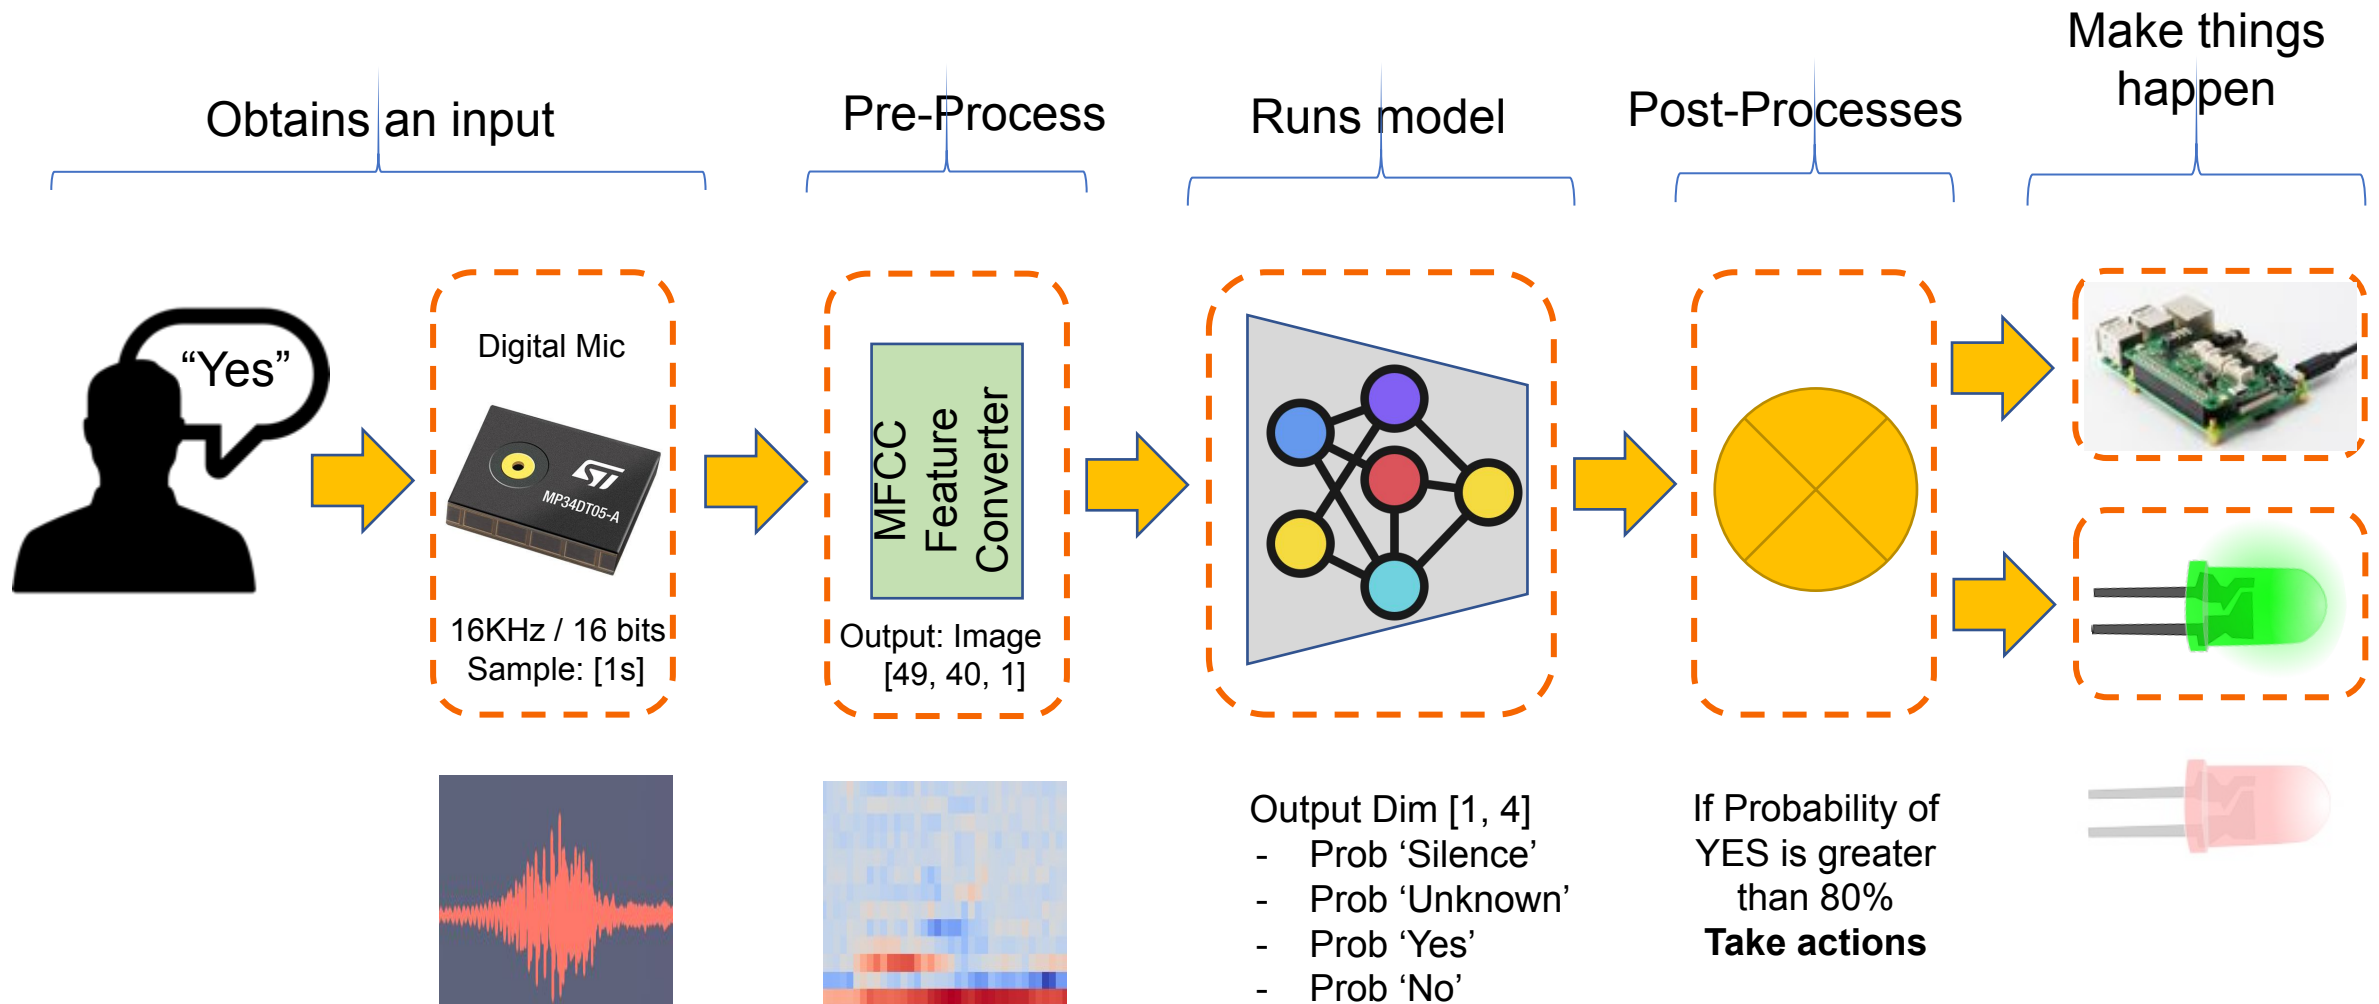 Make things
happen
Obtains an input
Pre-Process
Runs model
Post-Processes
“Yes”
Digital Mic
ST
MP34DT05-A
16KHz / 16 bits
Sample: [1s]
MFCC
Feature
Converter
Output: Image
[49, 40, 1]
Output Dim [1, 4]
- Prob ‘Silence’
- Prob ‘Unknown’
- Prob ‘Yes’
- Prob ‘No’
If Probability of
YES is greater
than 80%
Take actions